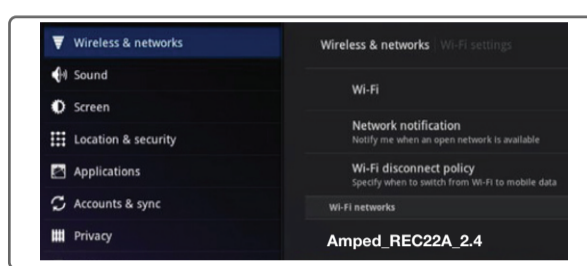 Wireless & networks
Sound
Screen
Location & security
Applications
Accounts & sync
Privacy
Wireless & networks Wi-Fi settings
Wi-Fi
Network notification
Notify me when an open network is available
Wi-Fi disconnect policy
Specify when to switch from Wi-Fi to mobile data
Wi-Fi networks
Amped_REC22A_2.4